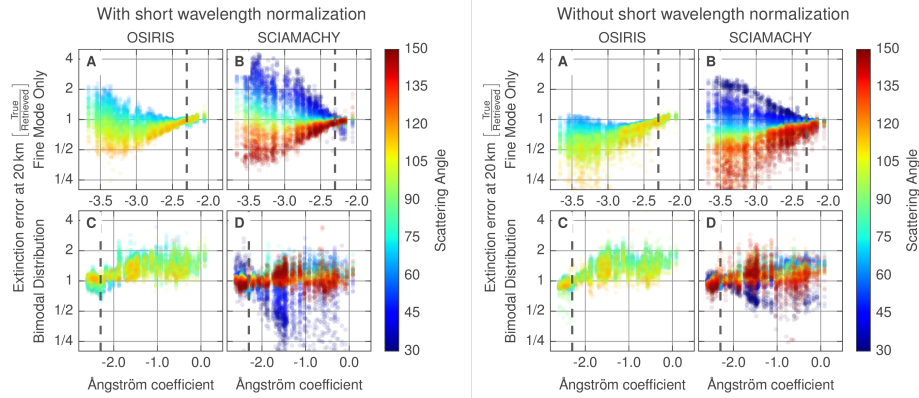 With short wavelength normalization
OSIRIS
SCIAMACHY
Extinction error at 20 km [True/Retrieved]
Fine Mode Only
Bimodal Distribution
4
2
1
1/2
1/4
A
B
-3.5 -3.0 -2.5 -2.0
-3.5 -3.0 -2.5 -2.0
4
2
1
1/2
1/4
C
D
-2.0 -1.0 0.0
-2.0 -1.0 0.0
Ångström coefficient
Ångström coefficient
150
135
120
105
90
75
60
45
30
Scattering Angle
Without short wavelength normalization
OSIRIS
SCIAMACHY
Extinction error at 20 km [True/Retrieved]
Fine Mode Only
Bimodal Distribution
4
2
1
1/2
1/4
A
B
-3.5 -3.0 -2.5 -2.0
-3.5 -3.0 -2.5 -2.0
4
2
1
1/2
1/4
C
D
-2.0 -1.0 0.0
-2.0 -1.0 0.0
Ångström coefficient
Ångström coefficient
150
135
120
105
90
75
60
45
30
Scattering Angle